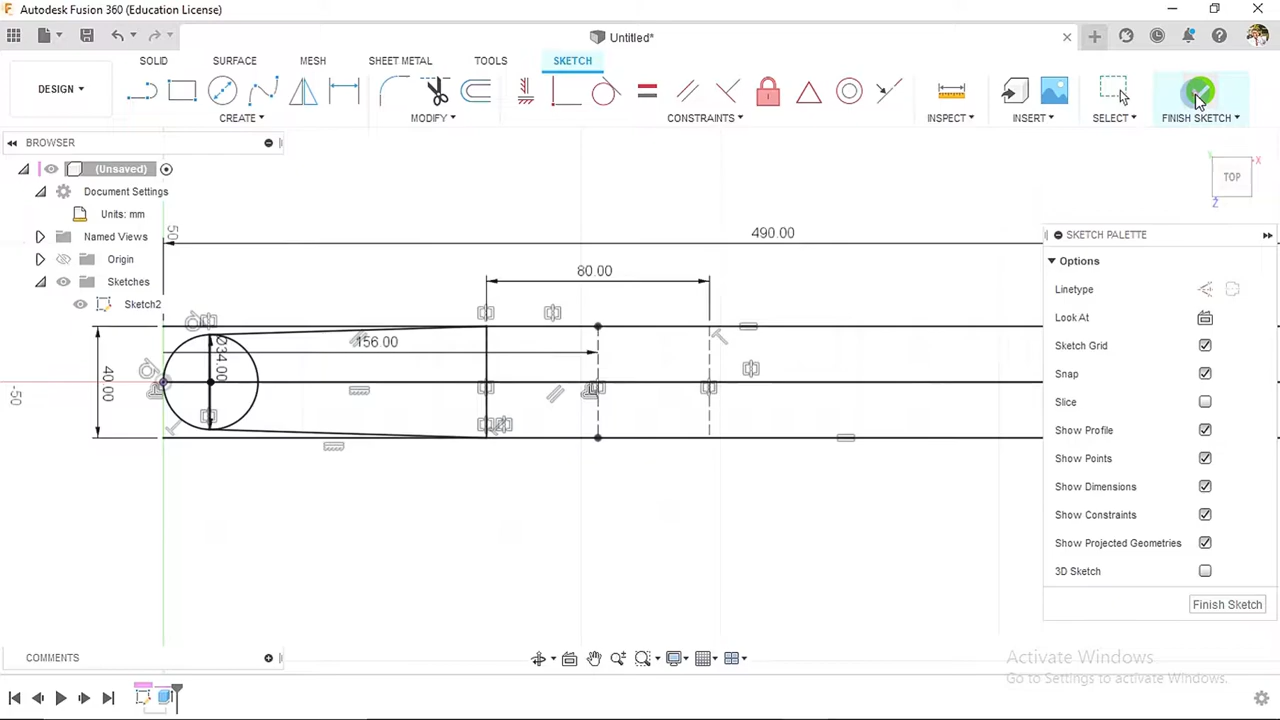 Autodesk Fusion 360 (Education License)
Untitled*
SOLID SURFACE MESH SHEET METAL TOOLS SKETCH
DESIGN
CREATE MODIFY CONSTRAINTS INSPECT INSERT SELECT FINISH SKETCH
BROWSER
(Unsaved)
Document Settings
Units: mm
Named Views
Origin
Sketches
Sketch2
TOP
X
Y
Z
50
490.00
80.00
156.00
Ø34.00
40.00
-50
SKETCH PALETTE
Options
Linetype
Look At
Sketch Grid
Snap
Slice
Show Profile
Show Points
Show Dimensions
Show Constraints
Show Projected Geometries
3D Sketch
Finish Sketch
COMMENTS
Activate Windows
Go to Settings to activate Windows.